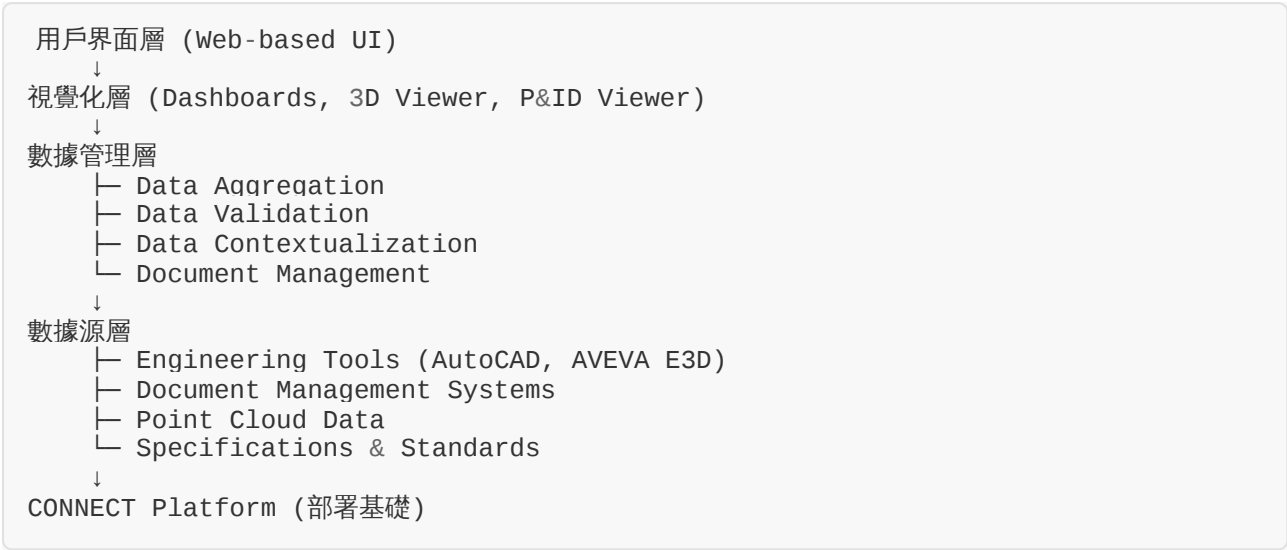 用戶界面層 (Web-based UI)
↓
視覺化層 (Dashboards, 3D Viewer, P&ID Viewer)
↓
數據管理層
├─ Data Aggregation
├─ Data Validation
├─ Data Contextualization
└─ Document Management
↓
數據源層
├─ Engineering Tools (AutoCAD, AVEVA E3D)
├─ Document Management Systems
├─ Point Cloud Data
└─ Specifications & Standards
↓
CONNECT Platform (部署基礎)